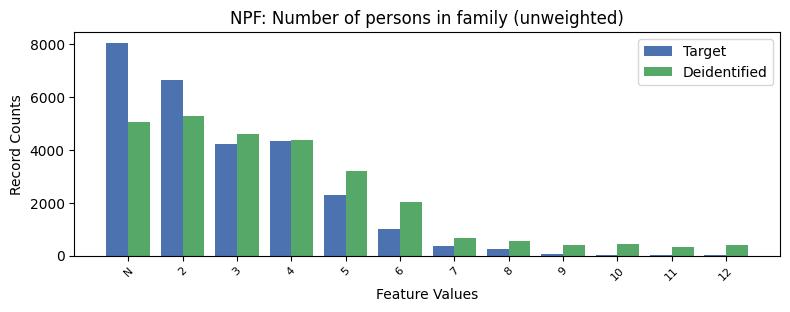 NPF: Number of persons in family (unweighted)
Target
Deidentified
Record Counts
8000
6000
4000
2000
0
N 2 3 4 5 6 7 8 9 10 11 12
Feature Values